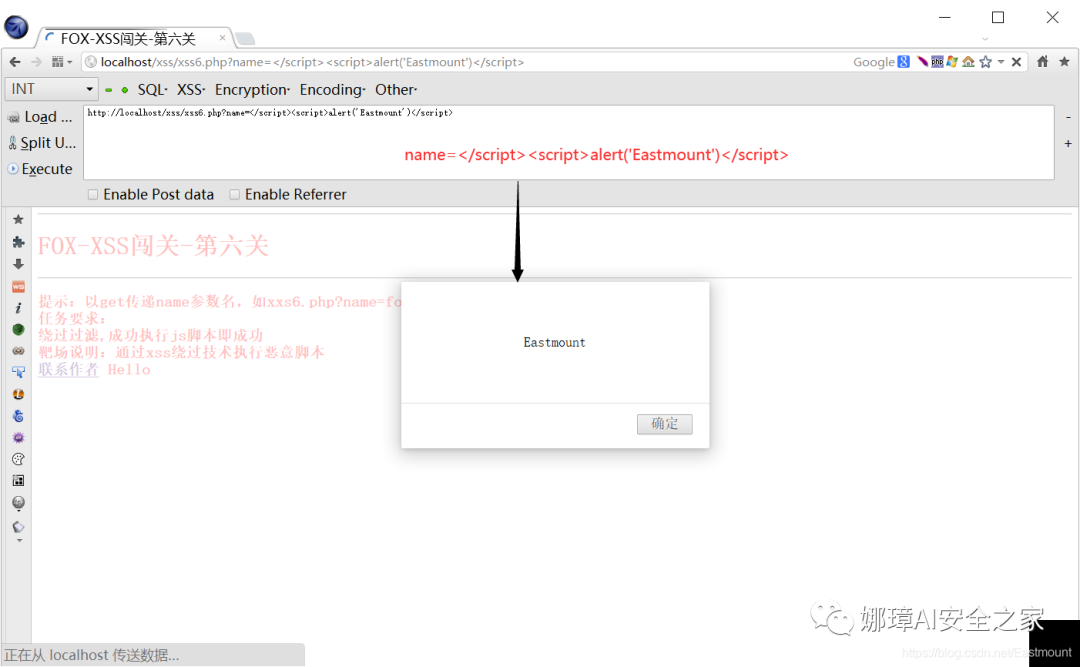 FOX-XSS闯关-第六关
localhost/xss/xss6.php?name=</script><script>alert('Eastmount')</script>
Google
INT
SQL· XSS· Encryption· Encoding· Other·
Load ...
http://localhost/xss/xss6.php?name=</script><script>alert('Eastmount')</script>
Split U...
name=</script><script>alert('Eastmount')</script>
Execute
Enable Post data Enable Referrer
FOX-XSS闯关-第六关
提示：以get传递name参数名，如xxs6.php?name=fo
任务要求：
绕过过滤,成功执行js脚本即成功
靶场说明：通过xss绕过技术执行恶意脚本
联系作者 Hello
Eastmount
确定
娜璋AI安全之家
正在从 localhost 传送数据...
https://blog.csdn.net/Eastmount